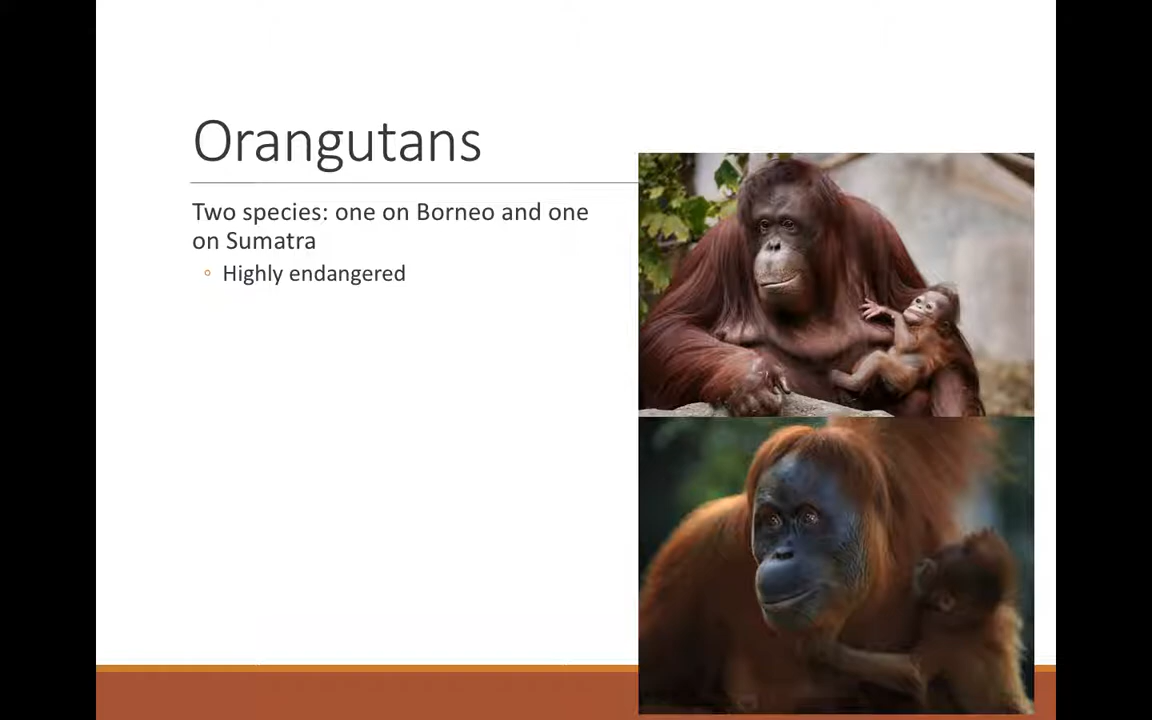 Orangutans
Two species: one on Borneo and one
on Sumatra
◦ Highly endangered